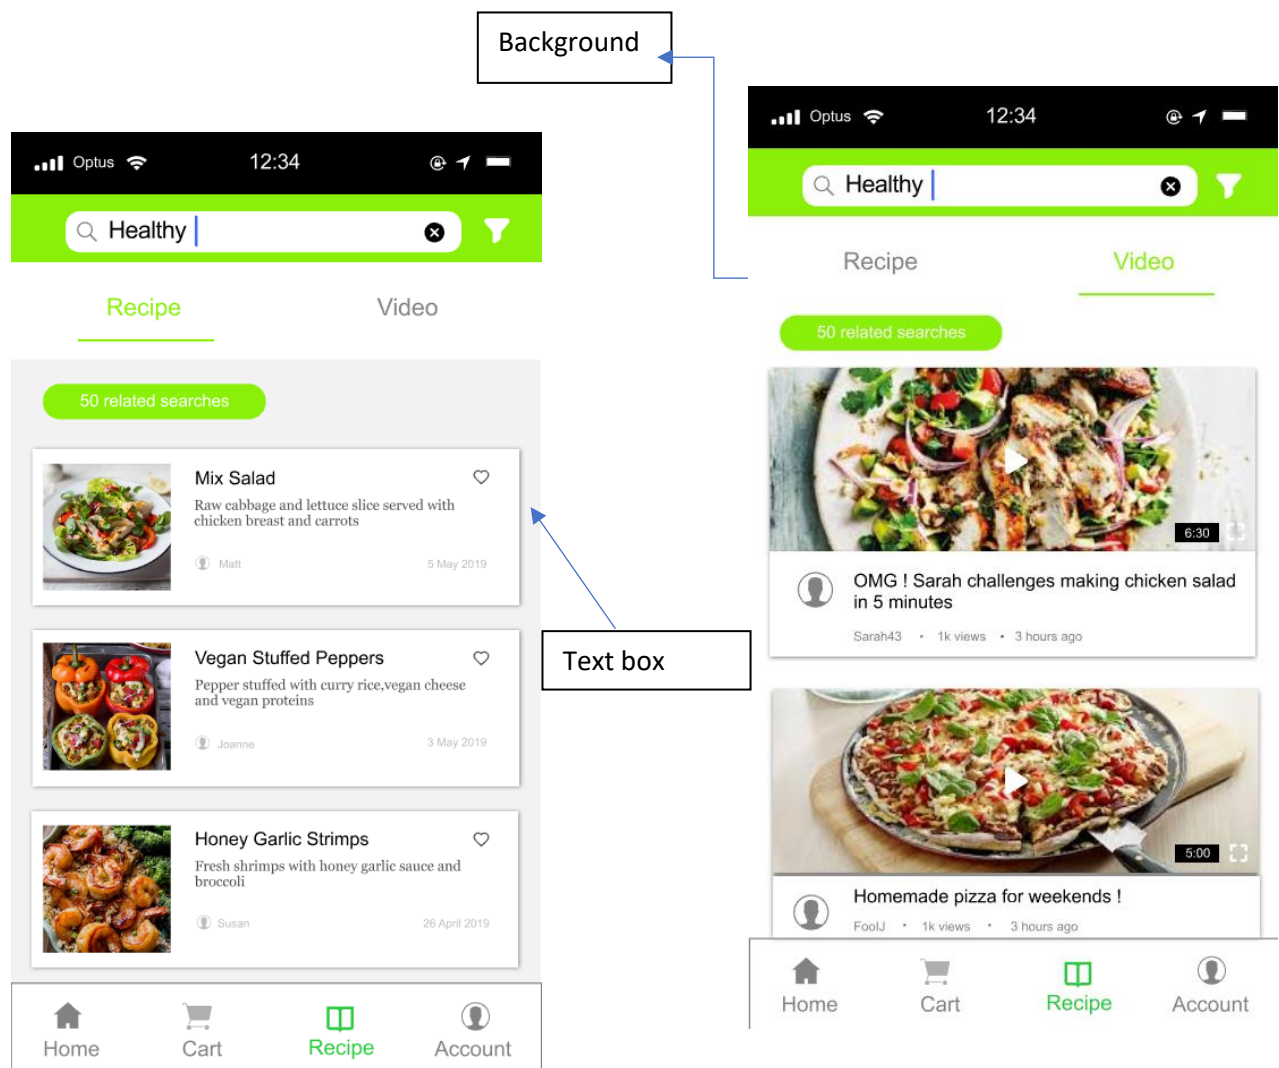 Background
Optus 12:34
Healthy
Recipe Video
50 related searches
Mix Salad
Raw cabbage and lettuce slice served with
chicken breast and carrots
Matt 5 May 2019
Vegan Stuffed Peppers
Pepper stuffed with curry rice,vegan cheese
and vegan proteins
Joanne 3 May 2019
Honey Garlic Strimps
Fresh shrimps with honey garlic sauce and
broccoli
Susan 26 April 2019
Home Cart Recipe Account
Text box
Optus 12:34
Healthy
Recipe Video
50 related searches
6:30
OMG ! Sarah challenges making chicken salad
in 5 minutes
Sarah43 • 1k views • 3 hours ago
5:00
Homemade pizza for weekends !
FoolJ • 1k views • 3 hours ago
Home Cart Recipe Account